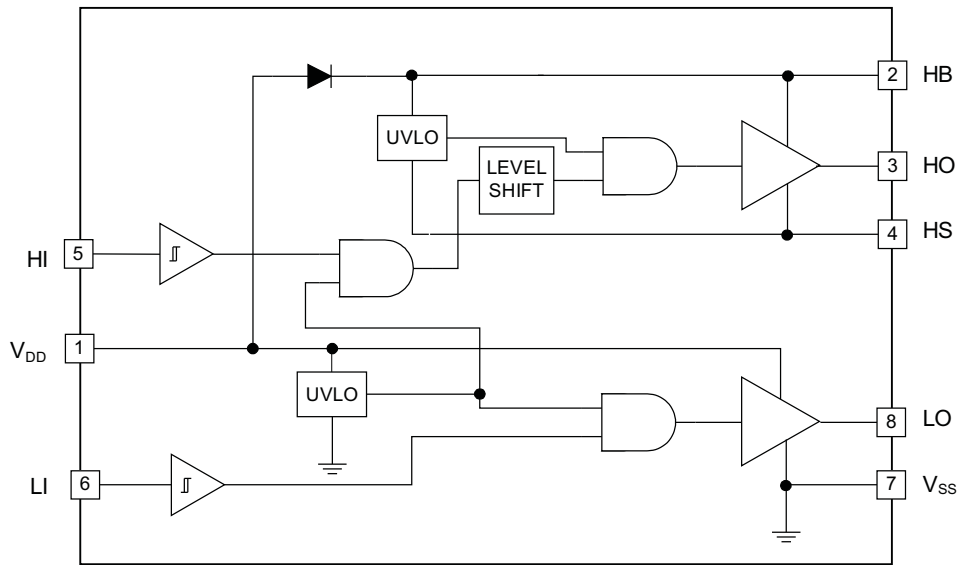 2 HB
UVLO
LEVEL
SHIFT
3 HO
4 HS
HI 5
VDD 1
UVLO
8 LO
LI 6
7 VSS